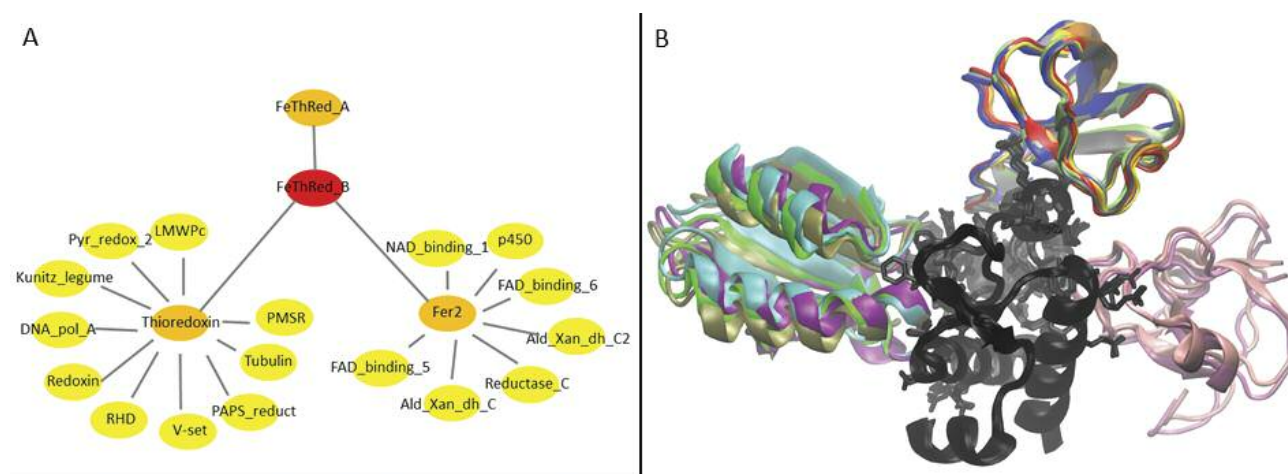 A
B
FeThRed_A
FeThRed_B
LMWPc
Pyr_redox_2
Kunitz_legume
DNA_pol_A
Thioredoxin
PMSR
Tubulin
Redoxin
RHD
V-set
PAPS_reduct
NAD_binding_1
p450
FAD_binding_6
Fer2
Ald_Xan_dh_C2
FAD_binding_5
Reductase_C
Ald_Xan_dh_C